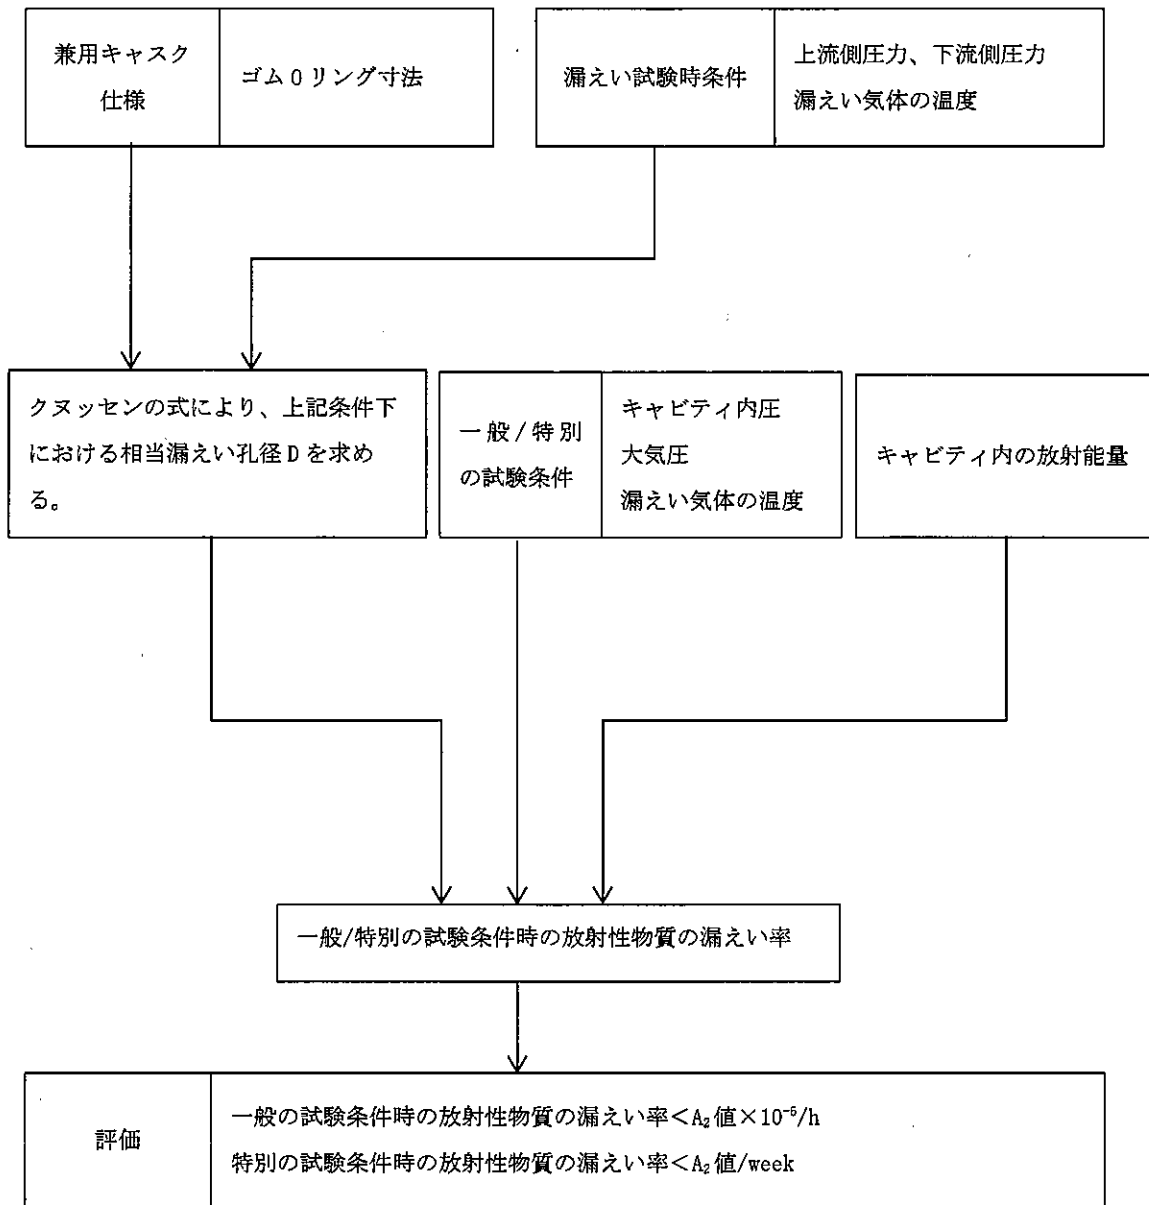 兼用キャスク
仕様
ゴムOリング寸法
漏えい試験時条件
上流側圧力、下流側圧力
漏えい気体の温度
クヌッセンの式により、上記条件下
における相当漏えい孔径Dを求め
る。
一般/特別
の試験条件
キャビティ内圧
大気圧
漏えい気体の温度
キャビティ内の放射能量
一般/特別の試験条件時の放射性物質の漏えい率
評価
一般の試験条件時の放射性物質の漏えい率<A₂値×10⁻⁶/h
特別の試験条件時の放射性物質の漏えい率<A₂値/week